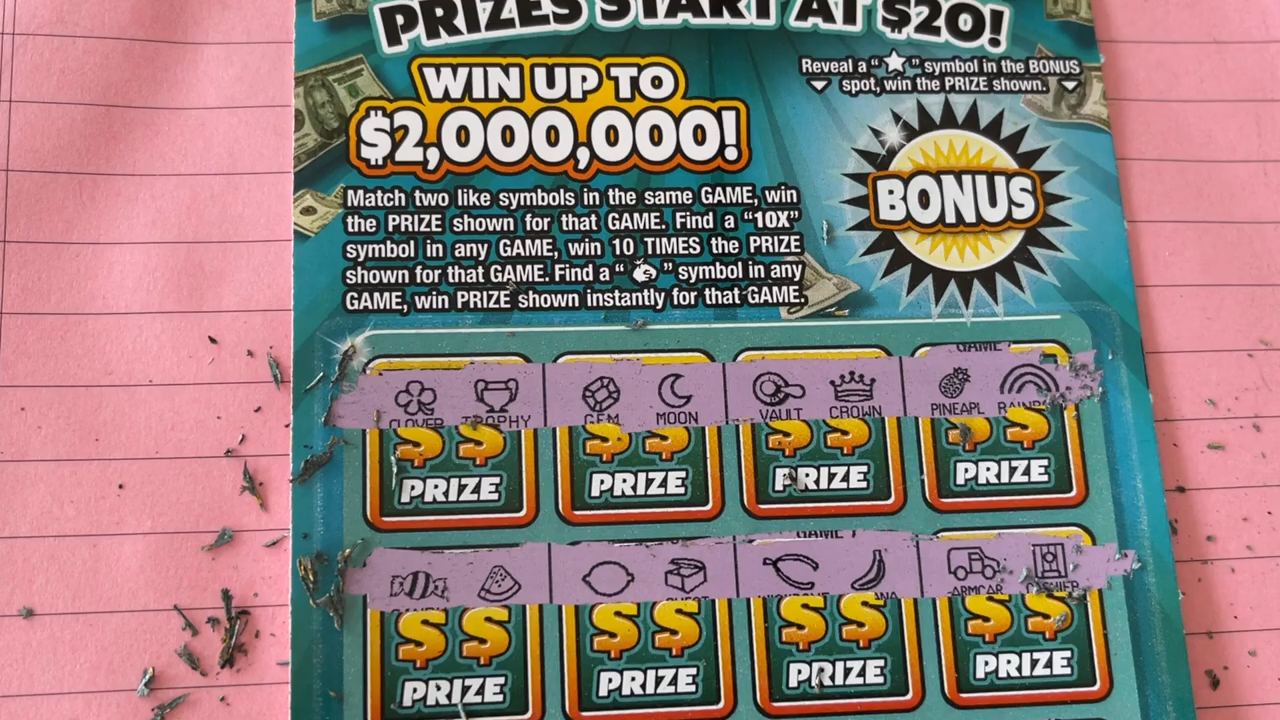 PRIZES START AT $20!
WIN UP TO
$2,000,000!
Reveal a “ ” symbol in the BONUS
spot, win the PRIZE shown.
BONUS
Match two like symbols in the same GAME, win
the PRIZE shown for that GAME. Find a “10X”
symbol in any GAME, win 10 TIMES the PRIZE
shown for that GAME. Find a “ ” symbol in any
GAME, win PRIZE shown instantly for that GAME.
GAME
CLOVER TROPHY GEM MOON VAULT CROWN PINEAPL
$$ $$ $$ $$
PRIZE PRIZE PRIZE PRIZE
GAME
ARMCAR
$$ $$ $$ $$
PRIZE PRIZE PRIZE PRIZE